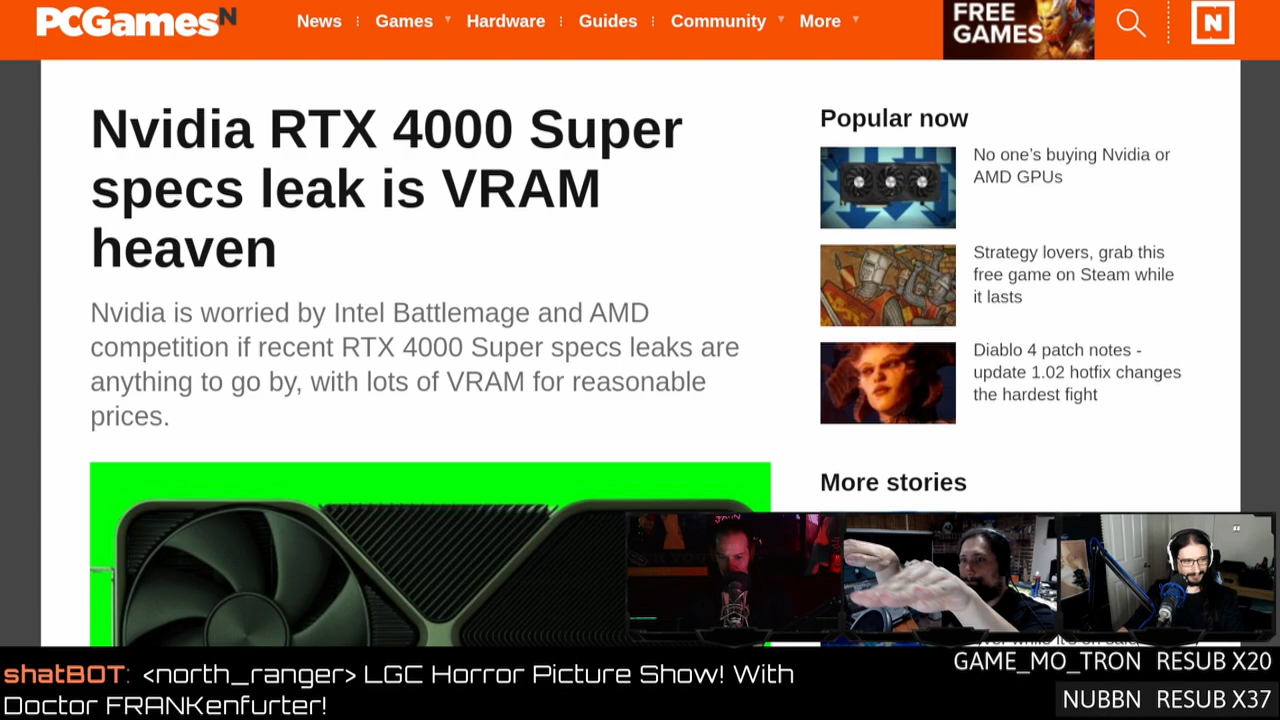 PCGamesN
News
Games
Hardware
Guides
Community
More
FREE
GAMES
N
Nvidia RTX 4000 Super
specs leak is VRAM
heaven
Nvidia is worried by Intel Battlemage and AMD
competition if recent RTX 4000 Super specs leaks are
anything to go by, with lots of VRAM for reasonable
prices.
Popular now
No one’s buying Nvidia or
AMD GPUs
Strategy lovers, grab this
free game on Steam while
it lasts
Diablo 4 patch notes -
update 1.02 hotfix changes
the hardest fight
More stories
shatBOT: <north_ranger> LGC Horror Picture Show! With
Doctor FRANKenfurter!
GAME_MO_TRON RESUB X20
NUBBN RESUB X37